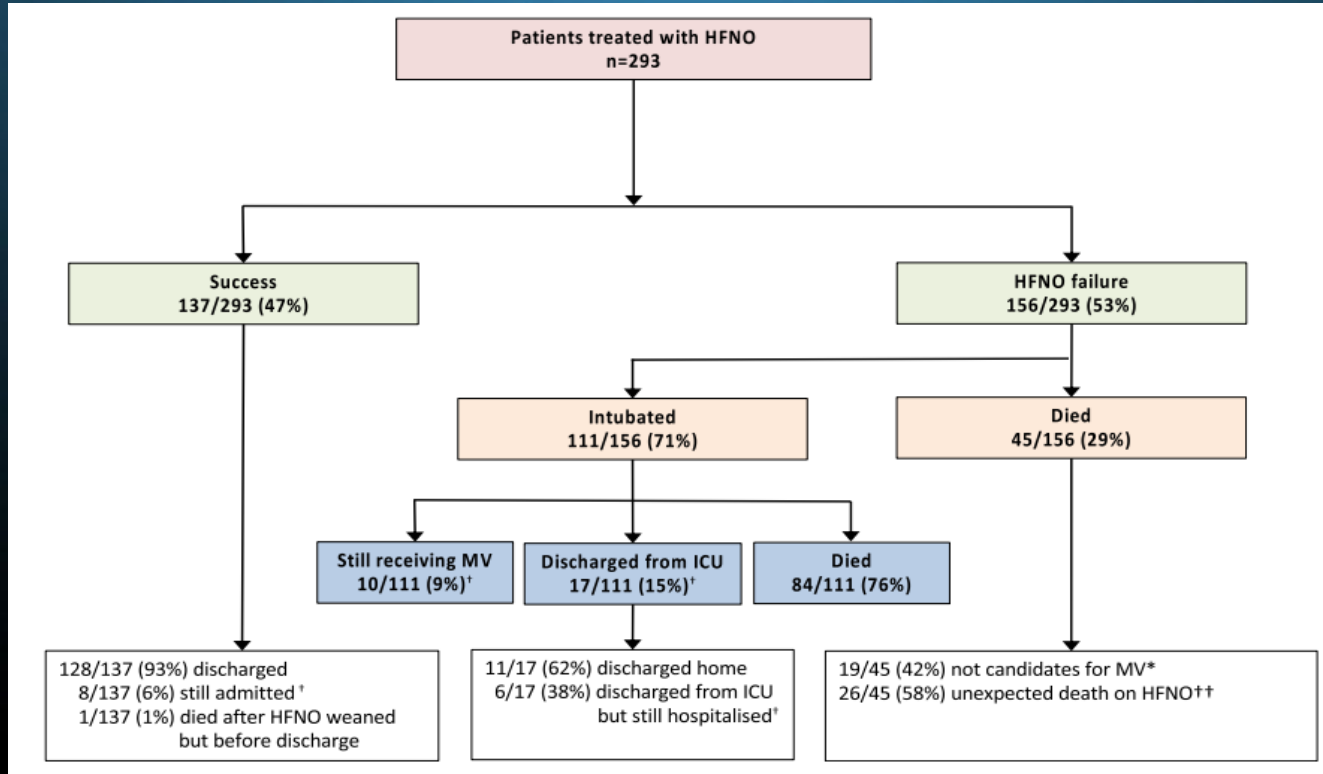 Patients treated with HFNO
n=293
Success
137/293 (47%)
HFNO failure
156/293 (53%)
Intubated
111/156 (71%)
Died
45/156 (29%)
Still receiving MV
10/111 (9%)†
Discharged from ICU
17/111 (15%)†
Died
84/111 (76%)
128/137 (93%) discharged
8/137 (6%) still admitted †
1/137 (1%) died after HFNO weaned
but before discharge
11/17 (62%) discharged home
6/17 (38%) discharged from ICU
but still hospitalised†
19/45 (42%) not candidates for MV*
26/45 (58%) unexpected death on HFNO††